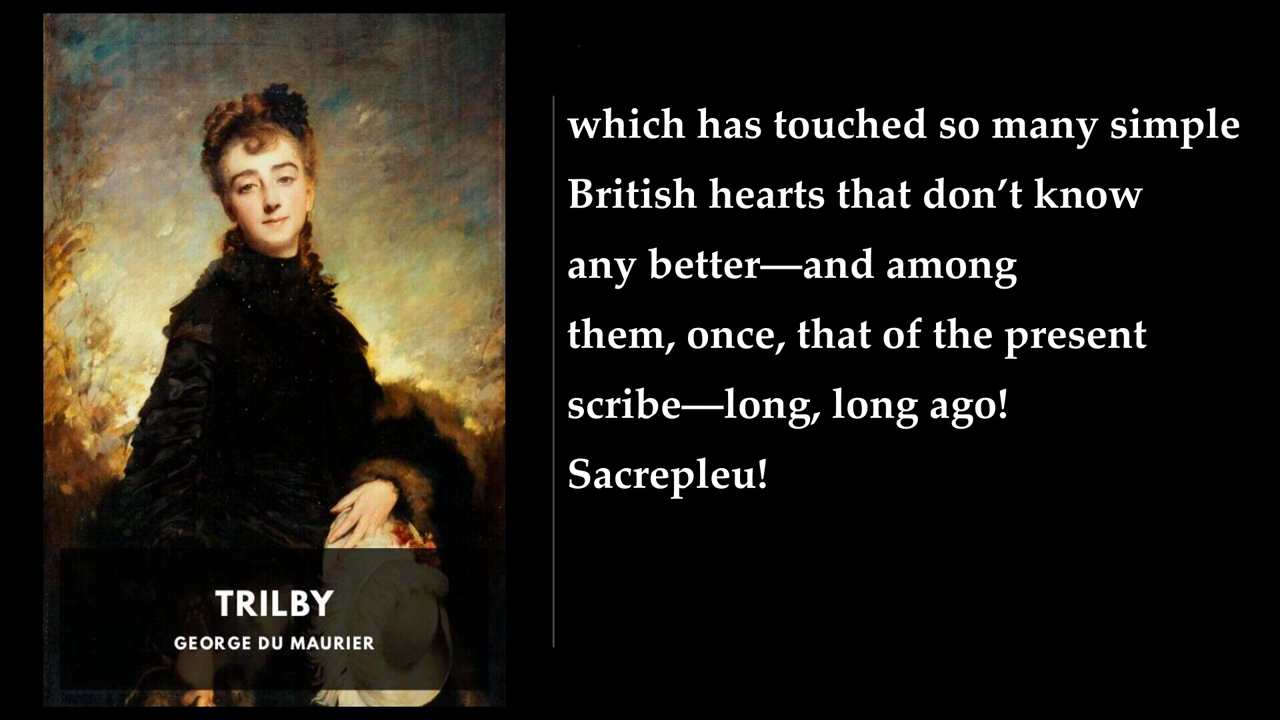 TRILBY
GEORGE DU MAURIER
which has touched so many simple
British hearts that don’t know
any better—and among
them, once, that of the present
scribe—long, long ago!
Sacrepleu!